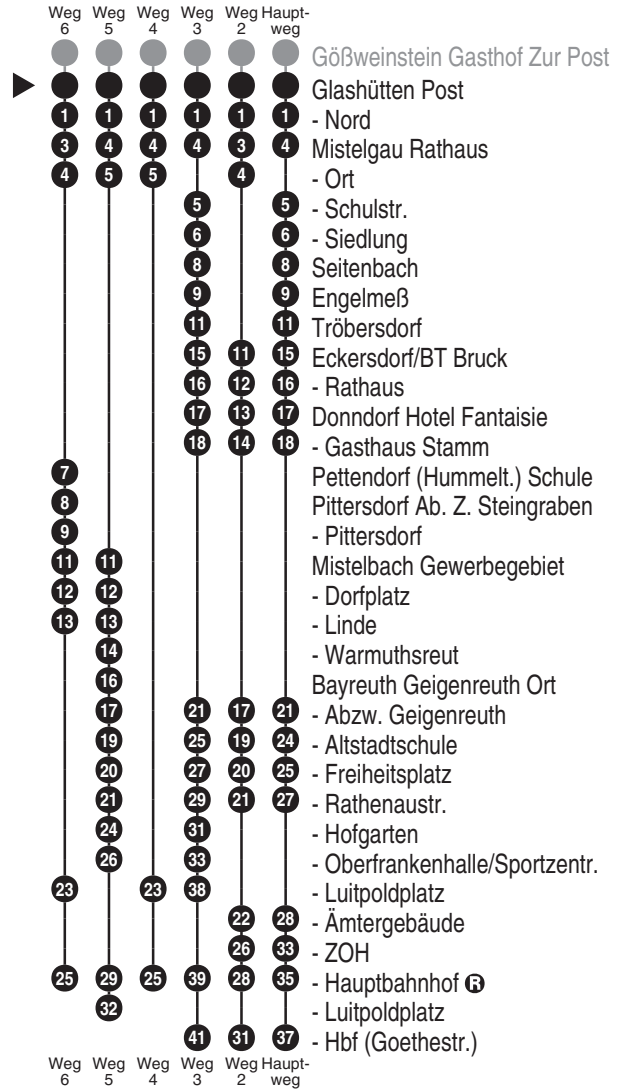 Weg 6 Weg 5 Weg 4 Weg 3 Weg 2 Haupt-weg
Gößweinstein Gasthof Zur Post
Glashütten Post
1 1 1 1 1 1 - Nord
3 4 4 4 3 4 Mistelgau Rathaus
4 5 5 4 - Ort
5 5 - Schulstr.
6 6 - Siedlung
8 8 Seitenbach
9 9 Engelmeß
11 11 Tröbersdorf
15 11 15 Eckersdorf/BT Bruck
16 12 16 - Rathaus
17 13 17 Donndorf Hotel Fantaisie
18 14 18 - Gasthaus Stamm
7 Pettendorf (Hummelt.) Schule
8 Pittersdorf Ab. Z. Steingraben
9 - Pittersdorf
11 11 Mistelbach Gewerbegebiet
12 12 - Dorfplatz
13 13 - Linde
14 - Warmuthsreut
16 Bayreuth Geigenreuth Ort
17 21 17 21 - Abzw. Geigenreuth
19 25 19 24 - Altstadtschule
20 27 20 25 - Freiheitsplatz
21 29 21 27 - Rathenaustr.
24 31 - Hofgarten
26 33 - Oberfrankenhalle/Sportzentr.
23 23 38 - Luitpoldplatz
22 28 - Ämtergebäude
26 33 - ZOH
25 29 25 39 28 35 - Hauptbahnhof R
32 - Luitpoldplatz
41 31 37 - Hbf (Goethestr.)
Weg 6 Weg 5 Weg 4 Weg 3 Weg 2 Haupt-weg